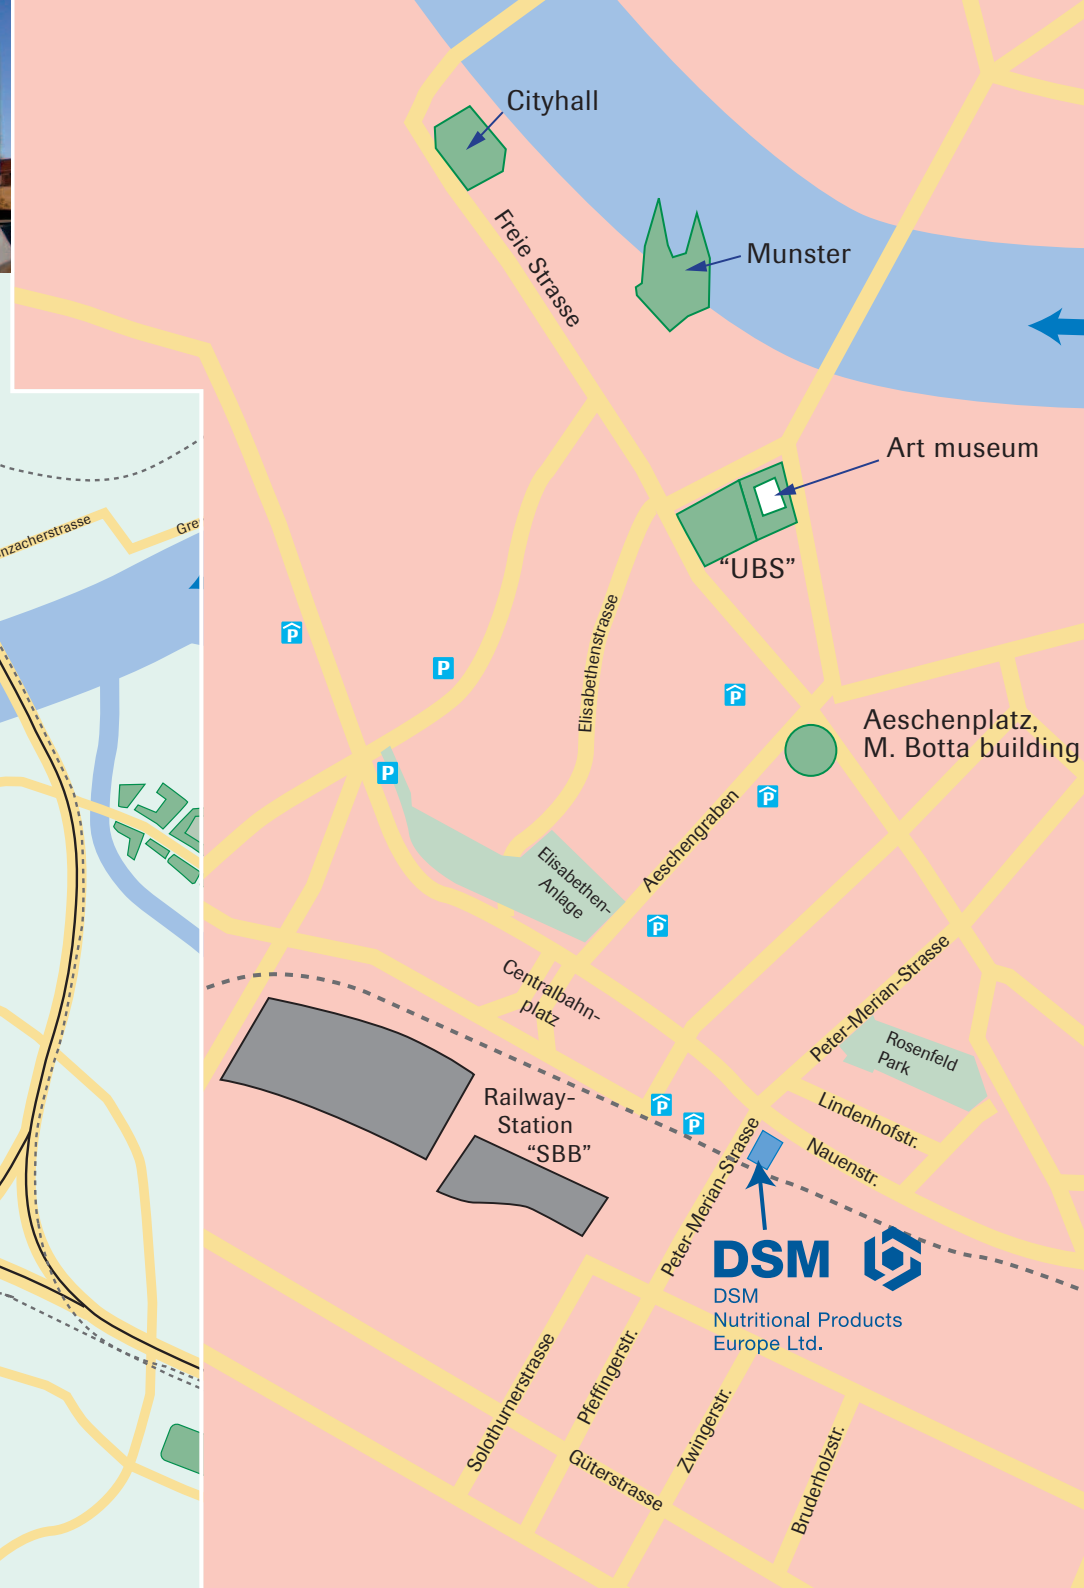 Cityhall
Freie Strasse
Munster
Art museum
“UBS”
nzacherstrasse
Gre
P
P
P
Elisabethenstrasse
Aeschenplatz,
M. Botta building
P
P
Aeschengraben
Elisabethen-
Anlage
P
Centralbahn-
platz
Peter-Merian-Strasse
Rosenfeld
Park
Railway-
Station
“SBB”
P
P
Lindenhofstr.
Nauenstr.
Peter-Merian-Strasse
DSM
DSM
Nutritional Products
Europe Ltd.
Solothurnerstrasse
Pfeffingerstr.
Zwingerstr.
Güterstrasse
Bruderholzstr.